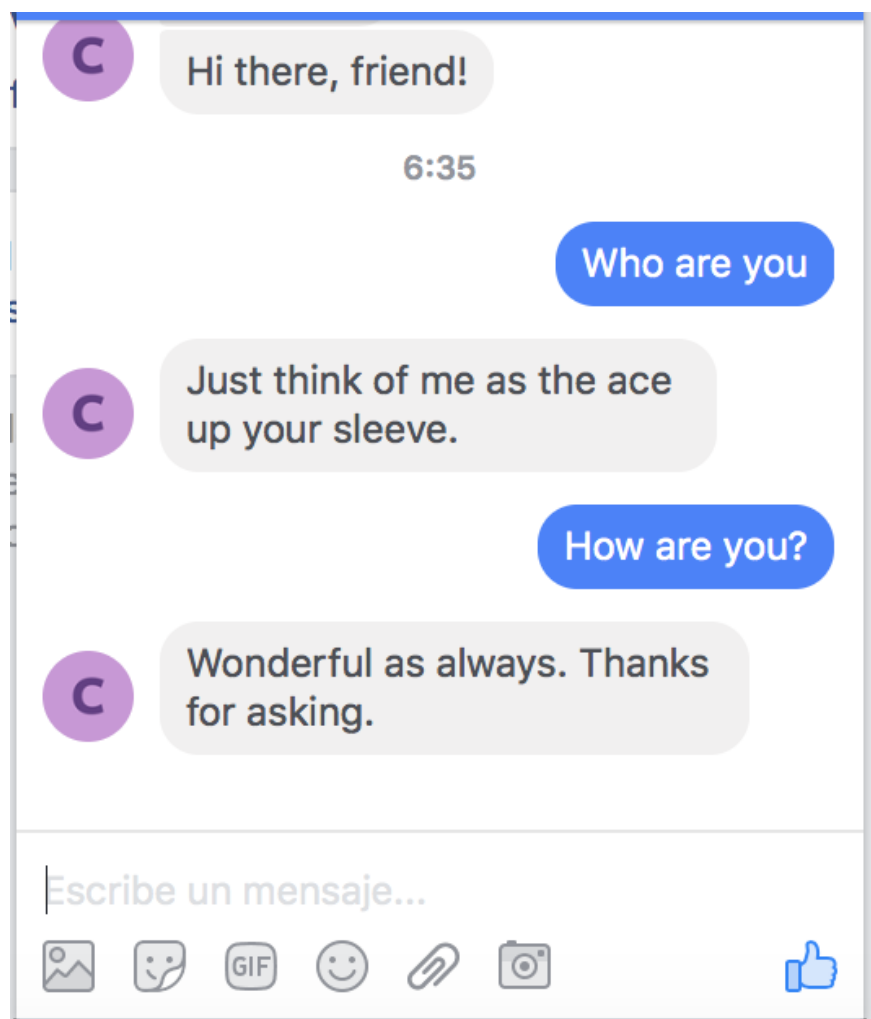 C
Hi there, friend!
6:35
Who are you
C
Just think of me as the ace
up your sleeve.
How are you?
C
Wonderful as always. Thanks
for asking.
Escribe un mensaje...
GIF